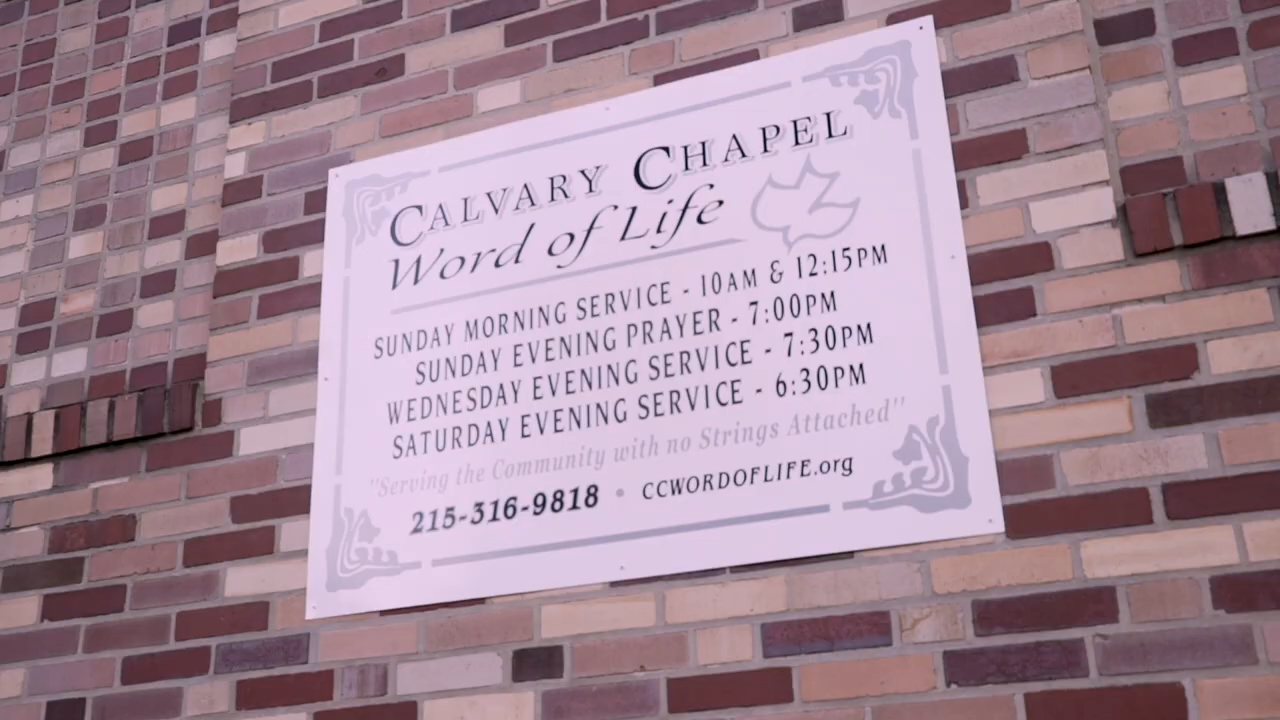 CALVARY CHAPEL
Word of Life
SUNDAY MORNING SERVICE - 10AM & 12:15PM
SUNDAY EVENING PRAYER - 7:00PM
WEDNESDAY EVENING SERVICE - 7:30PM
SATURDAY EVENING SERVICE - 6:30PM
"Serving the Community with no Strings Attached"
215-316-9818 • CCWORDOFLIFE.org